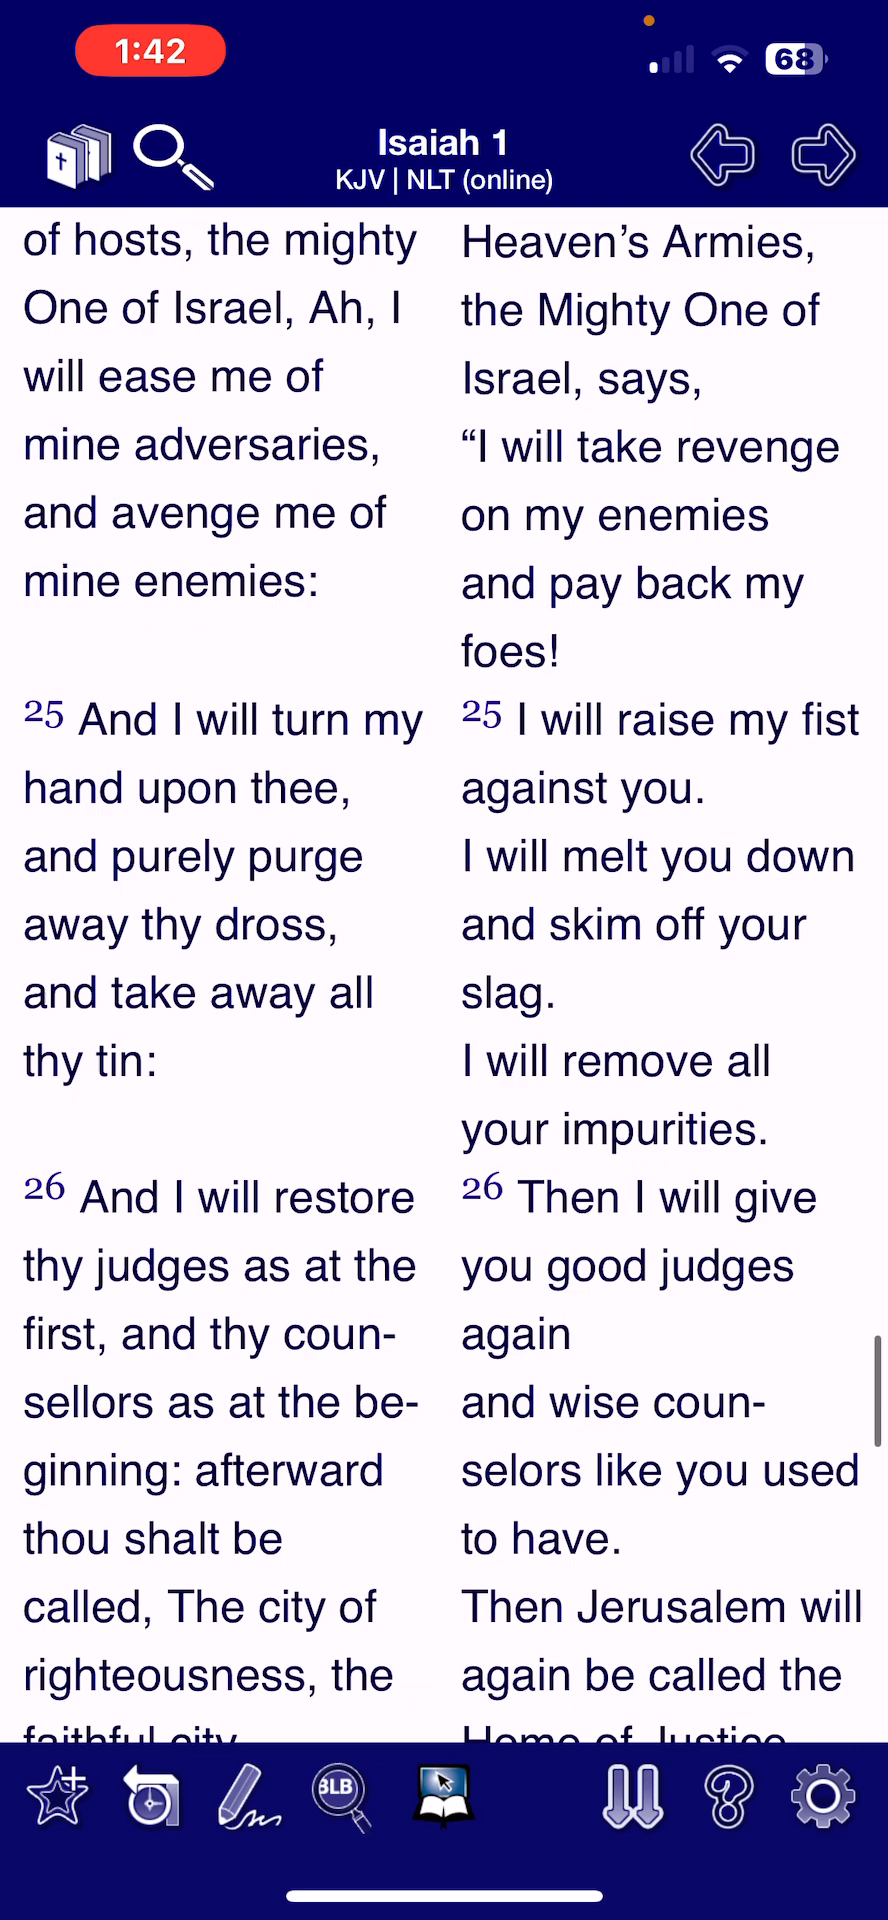 1:42
68
Isaiah 1
KJV | NLT (online)
of hosts, the mighty
One of Israel, Ah, I
will ease me of
mine adversaries,
and avenge me of
mine enemies:
25 And I will turn my
hand upon thee,
and purely purge
away thy dross,
and take away all
thy tin:
26 And I will restore
thy judges as at the
first, and thy coun-
sellors as at the be-
ginning: afterward
thou shalt be
called, The city of
righteousness, the
faithful city
Heaven’s Armies,
the Mighty One of
Israel, says,
“I will take revenge
on my enemies
and pay back my
foes!
25 I will raise my fist
against you.
I will melt you down
and skim off your
slag.
I will remove all
your impurities.
26 Then I will give
you good judges
again
and wise coun-
selors like you used
to have.
Then Jerusalem will
again be called the
Home of Justice
BLB